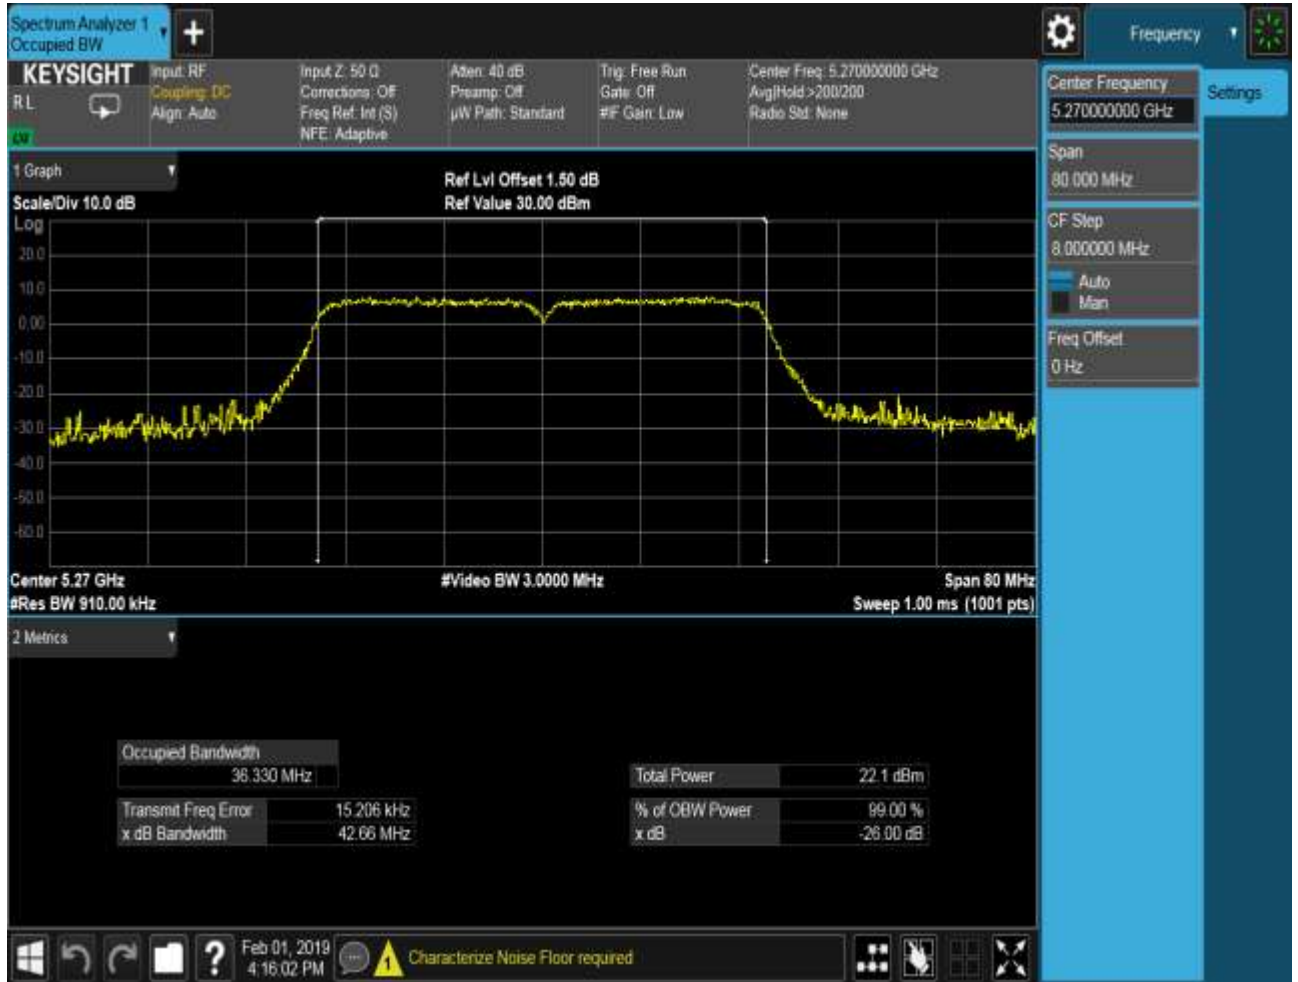 Spectrum Analyzer 1
Occupied BW
Frequency
KEYSIGHT
RL
Input: RF
Coupling: DC
Align: Auto
Input Z: 50 Ω
Corrections: Off
Freq Ref: Int (S)
NFE: Adaptive
Atten: 40 dB
Preamp: Off
µW Path: Standard
Trig: Free Run
Gate: Off
#IF Gain: Low
Center Freq: 5.270000000 GHz
Avg|Hold:>200/200
Radio Std: None
Center Frequency
5.270000000 GHz
Settings
Span
80.000 MHz
CF Step
8.000000 MHz
Auto
Man
Freq Offset
0 Hz
1 Graph
Scale/Div 10.0 dB
Ref Lvl Offset 1.50 dB
Ref Value 30.00 dBm
Log
20.0
10.0
0.00
-10.0
-20.0
-30.0
-40.0
-50.0
-60.0
Center 5.27 GHz
#Video BW 3.0000 MHz
Span 80 MHz
#Res BW 910.00 kHz
Sweep 1.00 ms (1001 pts)
2 Metrics
Occupied Bandwidth
36.330 MHz
Total Power 22.1 dBm
Transmit Freq Error 15.206 kHz
% of OBW Power 99.00 %
x dB Bandwidth 42.66 MHz
x dB -26.00 dB
Feb 01, 2019
4:16:02 PM
1
Characterize Noise Floor required